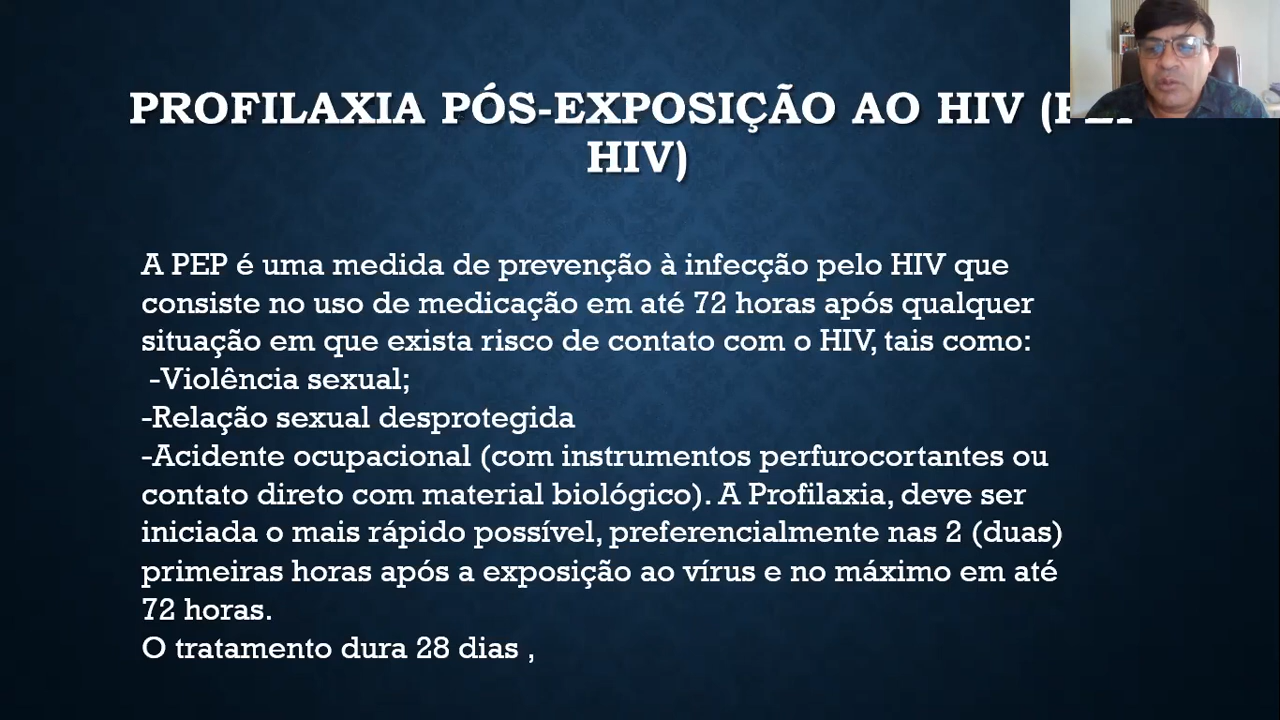 PROFILAXIA PÓS-EXPOSIÇÃO AO HIV
HIV)
A PEP é uma medida de prevenção à infecção pelo HIV que
consiste no uso de medicação em até 72 horas após qualquer
situação em que exista risco de contato com o HIV, tais como:
-Violência sexual;
-Relação sexual desprotegida
-Acidente ocupacional (com instrumentos perfurocortantes ou
contato direto com material biológico). A Profilaxia, deve ser
iniciada o mais rápido possível, preferencialmente nas 2 (duas)
primeiras horas após a exposição ao vírus e no máximo em até
72 horas.
O tratamento dura 28 dias ,